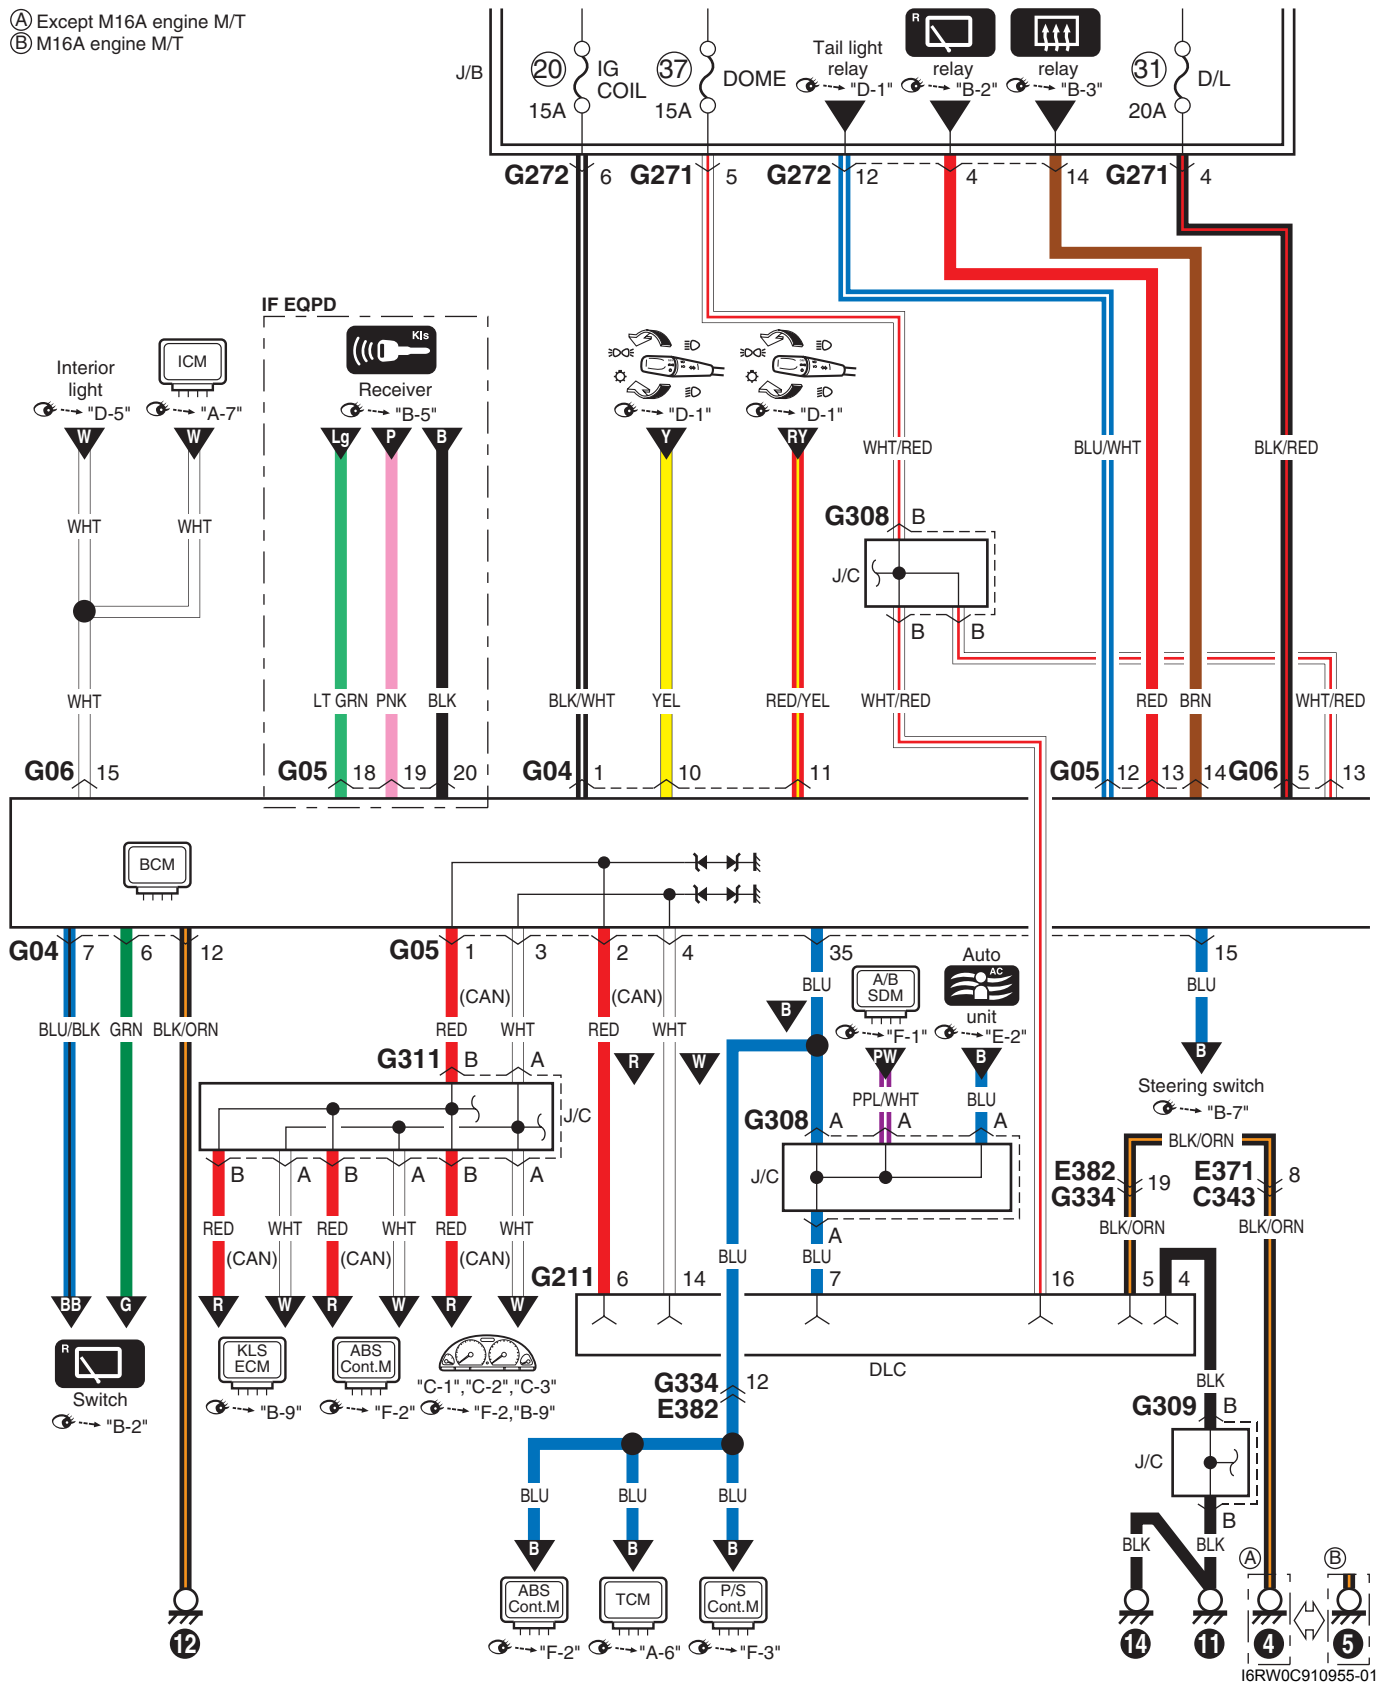 Ⓐ Except M16A engine M/T
Ⓑ M16A engine M/T
J/B
20 IG COIL 15A
37 DOME 15A
Tail light relay "D-1"
R relay "B-2"
relay "B-3"
31 D/L 20A
G272 6 G271 5 G272 12 4 14 G271 4
IF EQPD
Interior light "D-5"
ICM "A-7"
Kls Receiver "B-5"
"D-1"
"D-1"
W W Lg P B Y RY
WHT/RED BLU/WHT BLK/RED
WHT WHT
G308 B
J/C
B B
WHT LT GRN PNK BLK BLK/WHT YEL RED/YEL WHT/RED RED BRN WHT/RED
G06 15 G05 18 19 20 G04 1 10 11 G05 12 13 14 G06 5 13
BCM
G04 7 6 12 G05 1 3 2 4 35 15
BLU
A/B SDM "F-1"
Auto AC unit "E-2"
BLU
(CAN) (CAN)
B
BLU/BLK GRN BLK/ORN RED WHT RED WHT
G311 B A
R W PW B B
Steering switch "B-7"
J/C
PPL/WHT BLU
G308 A A A
J/C
BLK/ORN
B A B A B A
E382 G334 19 E371 C343 8
RED WHT RED WHT RED WHT
(CAN) (CAN) (CAN)
BLK/ORN BLK/ORN
A
BLU BLU
G211 6 14 7 16 5 4
BB G R W R W R W
R Switch "B-2"
KLS ECM "B-9"
ABS Cont.M "F-2"
"C-1","C-2","C-3" "F-2,"B-9"
DLC
G334 E382 12
BLK
G309 B
J/C
B
BLU BLU BLU
BLK BLK
B B B
ABS Cont.M "F-2"
TCM "A-6"
P/S Cont.M "F-3"
Ⓐ Ⓑ
12 14 11 4 5
I6RW0C910955-01